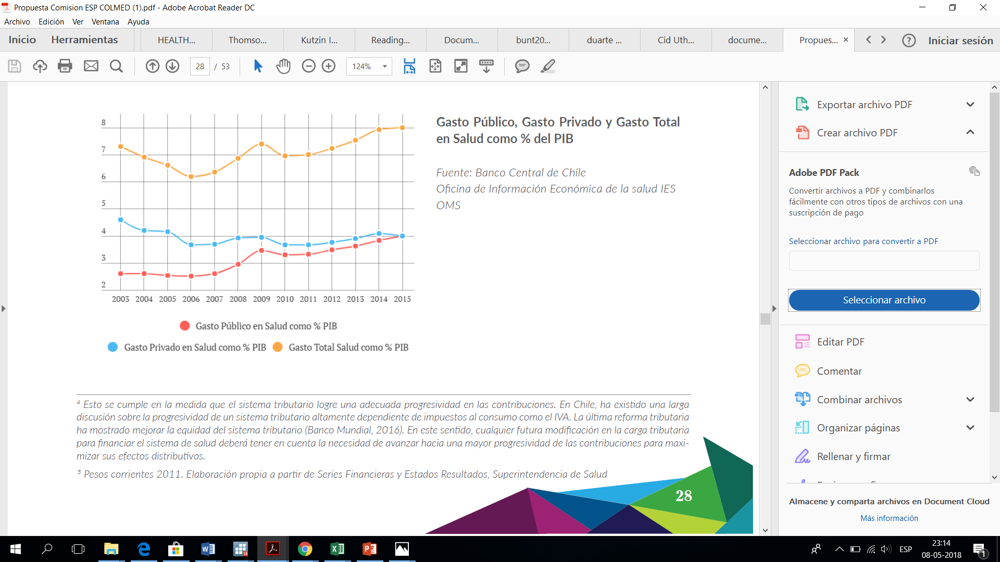 Propuesta Comision ESP COLMED (1).pdf - Adobe Acrobat Reader DC
Archivo Edición Ver Ventana Ayuda
Inicio Herramientas HEALTH... Thomso... Kutzin I... Reading... Docum... bunt20... duarte ... Cid Uth... docume... Propues... × Iniciar sesión
28 / 53 124%
8
7
6
5
4
3
2
2003 2004 2005 2006 2007 2008 2009 2010 2011 2012 2013 2014 2015
Gasto Público en Salud como % PIB
Gasto Privado en Salud como % PIB Gasto Total Salud como % PIB
Gasto Público, Gasto Privado y Gasto Total
en Salud como % del PIB
Fuente: Banco Central de Chile
Oficina de Información Económica de la salud IES
OMS
4 Esto se cumple en la medida que el sistema tributario logre una adecuada progresividad en las contribuciones. En Chile, ha existido una larga
discusión sobre la progresividad de un sistema tributario altamente dependiente de impuestos al consumo como el IVA. La última reforma tributaria
ha mostrado mejorar la equidad del sistema tributario (Banco Mundial, 2016). En este sentido, cualquier futura modificación en la carga tributaria
para financiar el sistema de salud deberá tener en cuenta la necesidad de avanzar hacia una mayor progresividad de las contribuciones para maxi-
mizar sus efectos distributivos.
5 Pesos corrientes 2011. Elaboración propia a partir de Series Financieras y Estados Resultados, Superintendencia de Salud
28
Exportar archivo PDF
Crear archivo PDF
Adobe PDF Pack
Convertir archivos a PDF y combinarlos
fácilmente con otros tipos de archivos con una
suscripción de pago
Seleccionar archivo para convertir a PDF
Seleccionar archivo
Editar PDF
Comentar
Combinar archivos
Organizar páginas
Rellenar y firmar
Almacene y comparta archivos en Document Cloud
Más información
14
ESP
23:14
08-05-2018
1